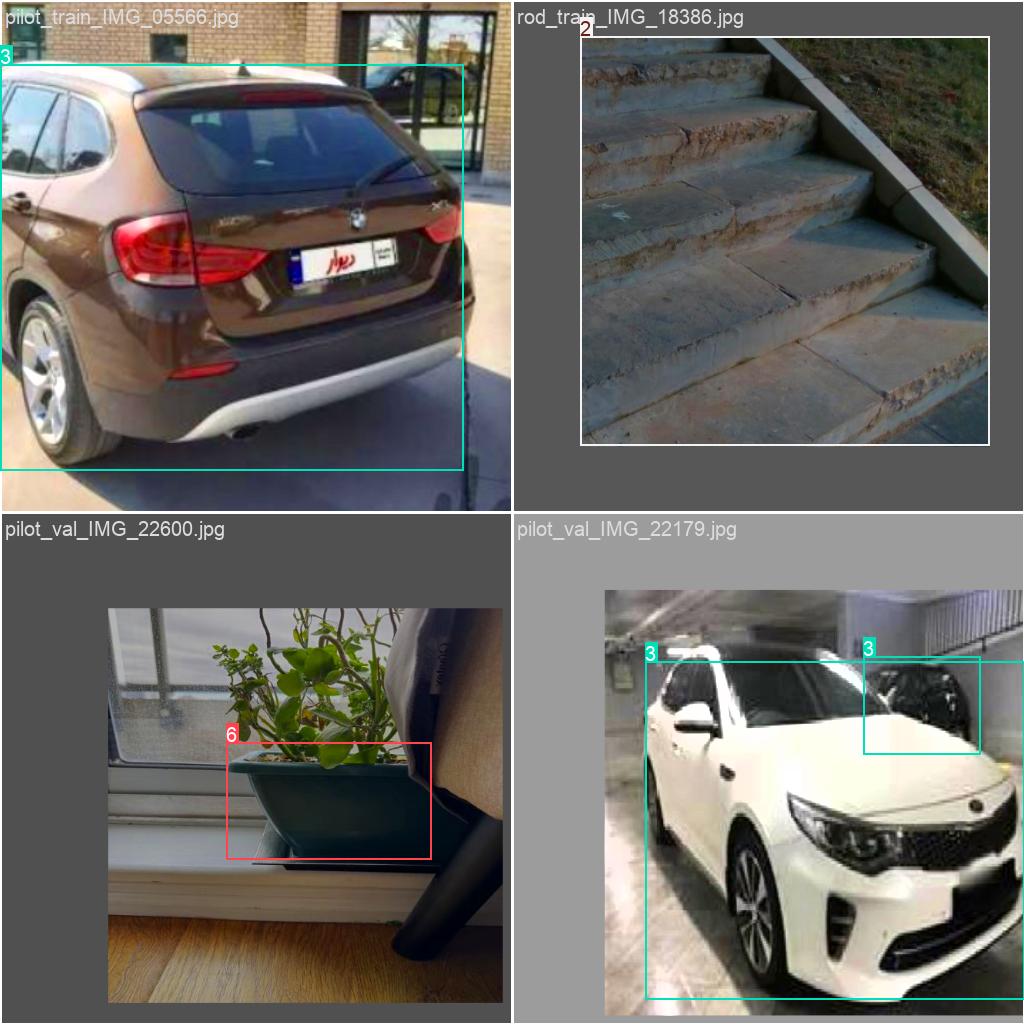 pilot_train_IMG_05566.jpg
3
دیوار
rod_train_IMG_18386.jpg
2
pilot_val_IMG_22600.jpg
6
pilot_val_IMG_22179.jpg
3
3